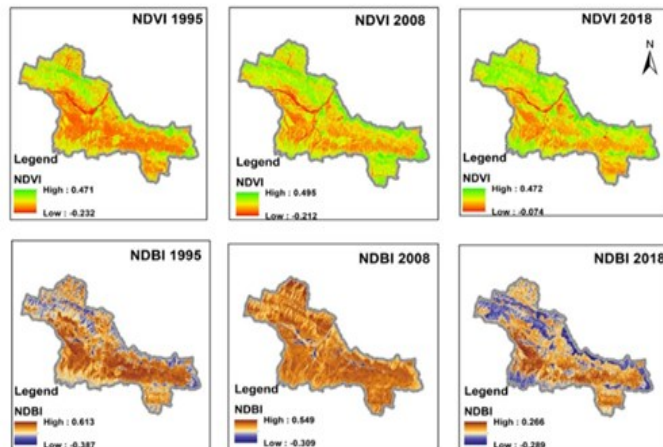 NDVI 1995
Legend
NDVI
High : 0.471
Low : -0.232
NDVI 2008
Legend
NDVI
High : 0.495
Low : -0.212
NDVI 2018
N
Legend
NDVI
High : 0.472
Low : -0.074
NDBI 1995
Legend
NDBI
High : 0.613
Low : -0.387
NDBI 2008
Legend
NDBI
High : 0.549
Low : -0.309
NDBI 2018
Legend
NDBI
High : 0.266
Low : -0.289